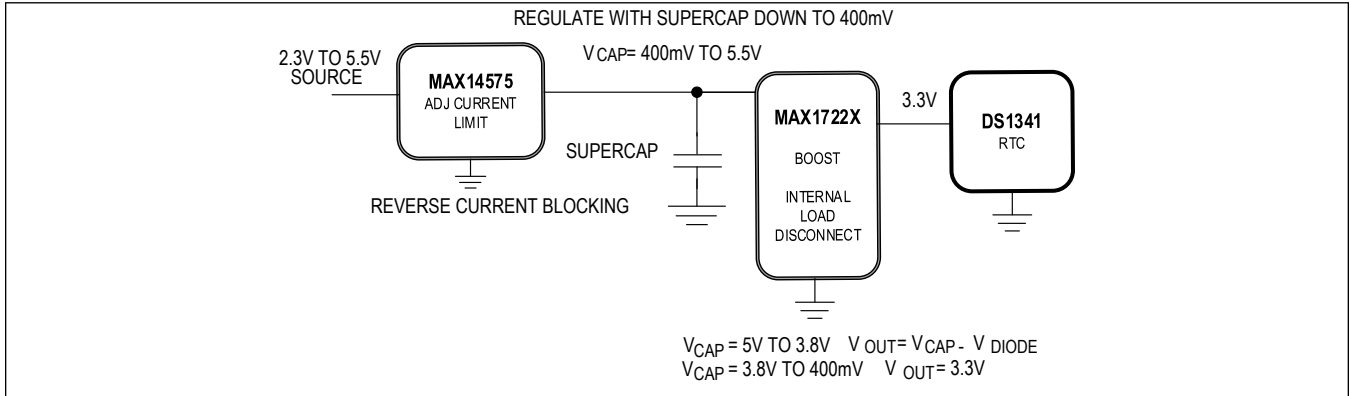 REGULATE WITH SUPERCAP DOWN TO 400mV
2.3V TO 5.5V
SOURCE
MAX14575
ADJ CURRENT
LIMIT
REVERSE CURRENT BLOCKING
VCAP= 400mV TO 5.5V
SUPERCAP
MAX1722X
BOOST
INTERNAL
LOAD
DISCONNECT
3.3V
DS1341
RTC
VCAP = 5V TO 3.8V VOUT= VCAP - VDIODE
VCAP = 3.8V TO 400mV VOUT= 3.3V